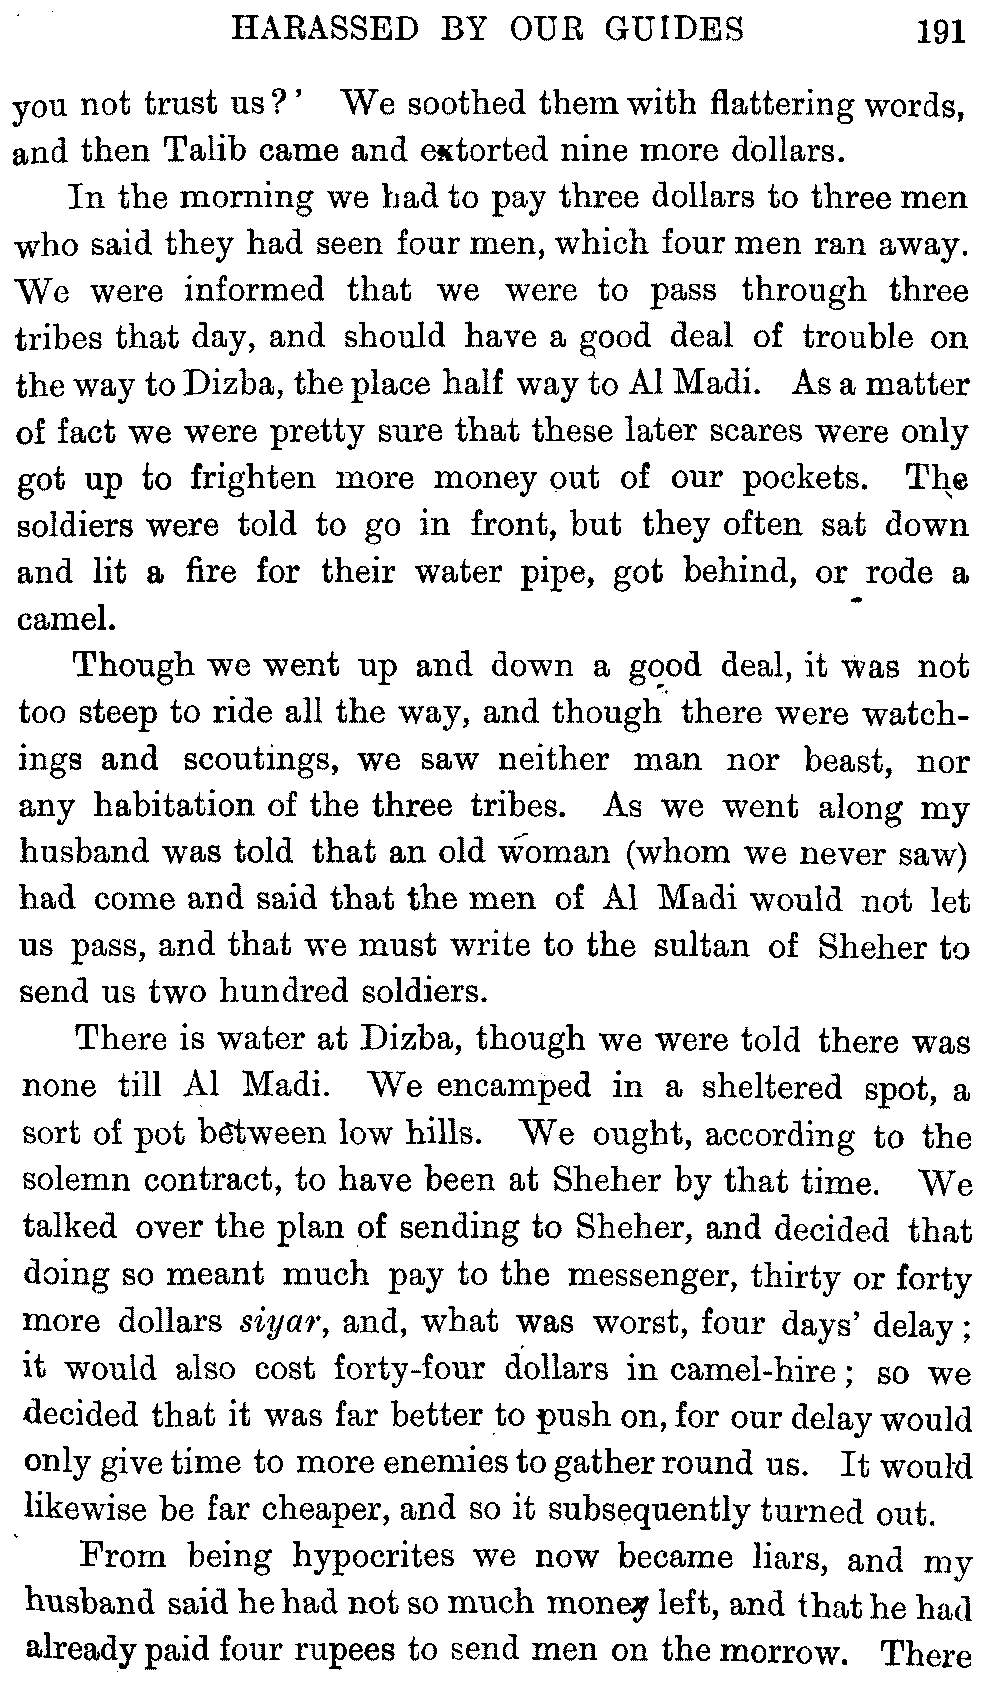 HARASSED BY OUR GUIDES 191
you not trust us?' We soothed them with flattering words,
and then Talib came and extorted nine more dollars.
In the morning we had to pay three dollars to three men
who said they had seen four men, which four men ran away.
We were informed that we were to pass through three
tribes that day, and should have a good deal of trouble on
the way to Dizba, the place half way to Al Madi. As a matter
of fact we were pretty sure that these later scares were only
got up to frighten more money out of our pockets. The
soldiers were told to go in front, but they often sat down
and lit a fire for their water pipe, got behind, or rode a
camel.
Though we went up and down a good deal, it was not
too steep to ride all the way, and though there were watch-
ings and scoutings, we saw neither man nor beast, nor
any habitation of the three tribes. As we went along my
husband was told that an old woman (whom we never saw)
had come and said that the men of Al Madi would not let
us pass, and that we must write to the sultan of Sheher to
send us two hundred soldiers.
There is water at Dizba, though we were told there was
none till Al Madi. We encamped in a sheltered spot, a
sort of pot between low hills. We ought, according to the
solemn contract, to have been at Sheher by that time. We
talked over the plan of sending to Sheher, and decided that
doing so meant much pay to the messenger, thirty or forty
more dollars siyar, and, what was worst, four days' delay;
it would also cost forty-four dollars in camel-hire; so we
decided that it was far better to push on, for our delay would
only give time to more enemies to gather round us. It would
likewise be far cheaper, and so it subsequently turned out.
From being hypocrites we now became liars, and my
husband said he had not so much money left, and that he had
already paid four rupees to send men on the morrow. There